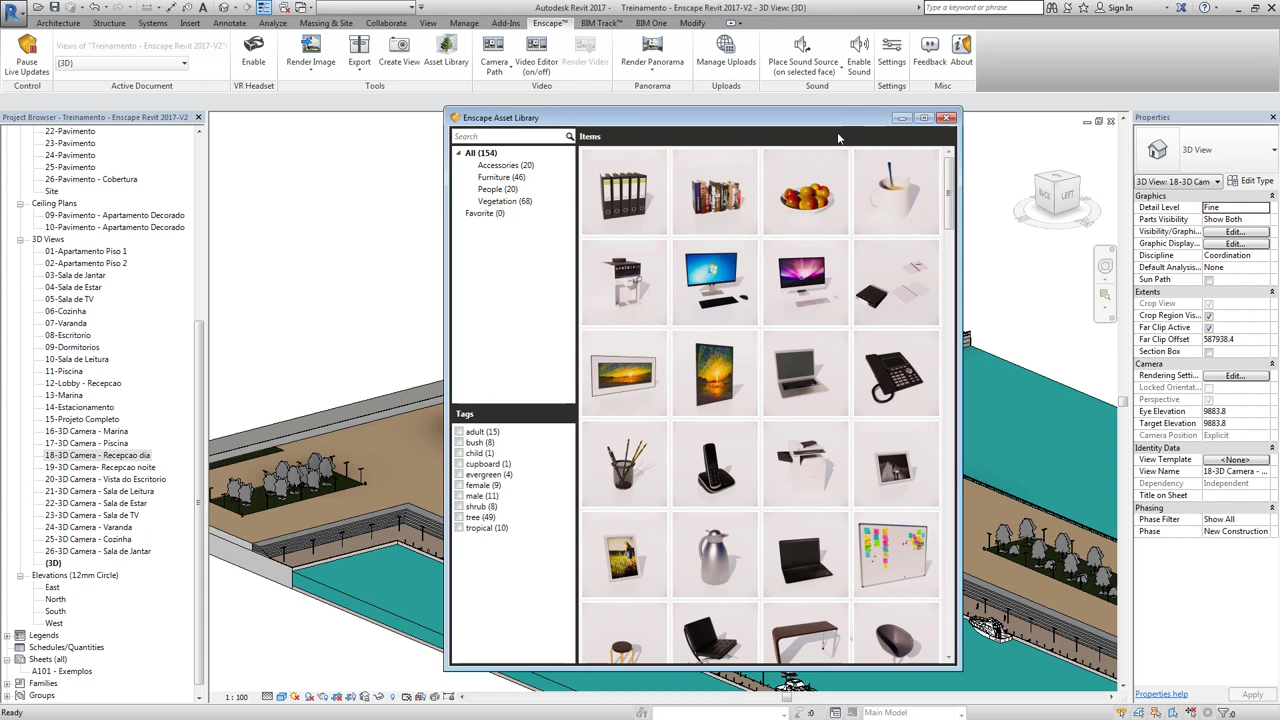 Autodesk Revit 2017 - Treinamento - Enscape Revit 2017-V2 - 3D View: {3D}
Type a keyword or phrase
Sign In
Architecture Structure Systems Insert Annotate Analyze Massing & Site Collaborate View Manage Add-Ins Enscape™ BIM Track™ BIM One Modify
Pause Live Updates
Views of "Treinamento - Enscape Revit 2017-V2":
{3D}
Enable
Render Image
Export
Create View
Asset Library
Camera Path
Video Editor (on/off)
Render Video
Render Panorama
Manage Uploads
Place Sound Source (on selected face)
Enable Sound
Settings
Feedback
About
Control
Active Document
VR Headset
Tools
Video
Panorama
Uploads
Sound
Settings
Misc
Project Browser - Treinamento - Enscape Revit 2017-V2
22-Pavimento
23-Pavimento
24-Pavimento
25-Pavimento
26-Pavimento - Cobertura
Site
Ceiling Plans
09-Pavimento - Apartamento Decorado
10-Pavimento - Apartamento Decorado
3D Views
01-Apartamento Piso 1
02-Apartamento Piso 2
03-Sala de Jantar
04-Sala de Estar
05-Sala de TV
06-Cozinha
07-Varanda
08-Escritorio
09-Dormitorios
10-Sala de Leitura
11-Piscina
12-Lobby - Recepcao
13-Marina
14-Estacionamento
15-Projeto Completo
16-3D Camera - Marina
17-3D Camera - Piscina
18-3D Camera - Recepcao dia
19-3D Camera- Recepcao noite
20-3D Camera - Vista do Escritorio
21-3D Camera - Sala de Leitura
22-3D Camera - Sala de Estar
23-3D Camera - Sala de TV
24-3D Camera - Varanda
25-3D Camera - Cozinha
26-3D Camera - Sala de Jantar
{3D}
Elevations (12mm Circle)
East
North
South
West
Legends
Schedules/Quantities
Sheets (all)
A101 - Exemplos
Families
Groups
Enscape Asset Library
Search
All (154)
Accessories (20)
Furniture (46)
People (20)
Vegetation (68)
Favorite (0)
Tags
adult (15)
bush (8)
child (1)
cupboard (1)
evergreen (4)
female (9)
male (11)
shrub (8)
tree (49)
tropical (10)
Items
BACK LEFT
Properties
3D View
3D View: 18-3D Cam
Edit Type
Graphics
Detail Level Fine
Parts Visibility Show Both
Visibility/Graphi... Edit...
Graphic Display... Edit...
Discipline Coordination
Default Analysis... None
Sun Path
Extents
Crop View
Crop Region Vis...
Far Clip Active
Far Clip Offset 587938.4
Section Box
Camera
Rendering Setti... Edit...
Locked Orientat...
Perspective
Eye Elevation 9883.8
Target Elevation 9883.8
Camera Position Explicit
Identity Data
View Template <None>
View Name 18-3D Camera - ...
Dependency Independent
Title on Sheet
Phasing
Phase Filter Show All
Phase New Construction
Properties help
Apply
1 : 100
Ready
:0
Main Model
:0